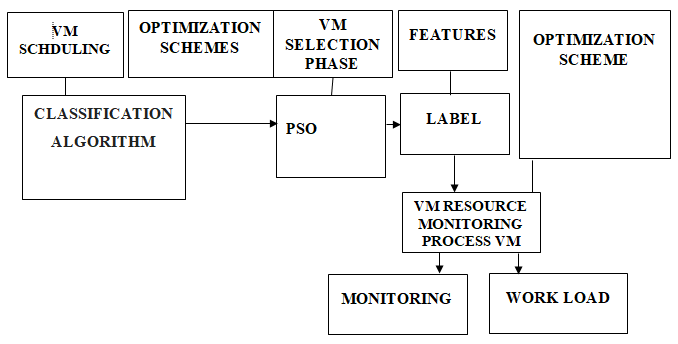 VM
SCHDULING
OPTIMIZATION
SCHEMES
VM
SELECTION
PHASE
FEATURES
OPTIMIZATION
SCHEME
CLASSIFICATION
ALGORITHM
PSO
LABEL
VM RESOURCE
MONITORING
PROCESS VM
MONITORING
WORK LOAD